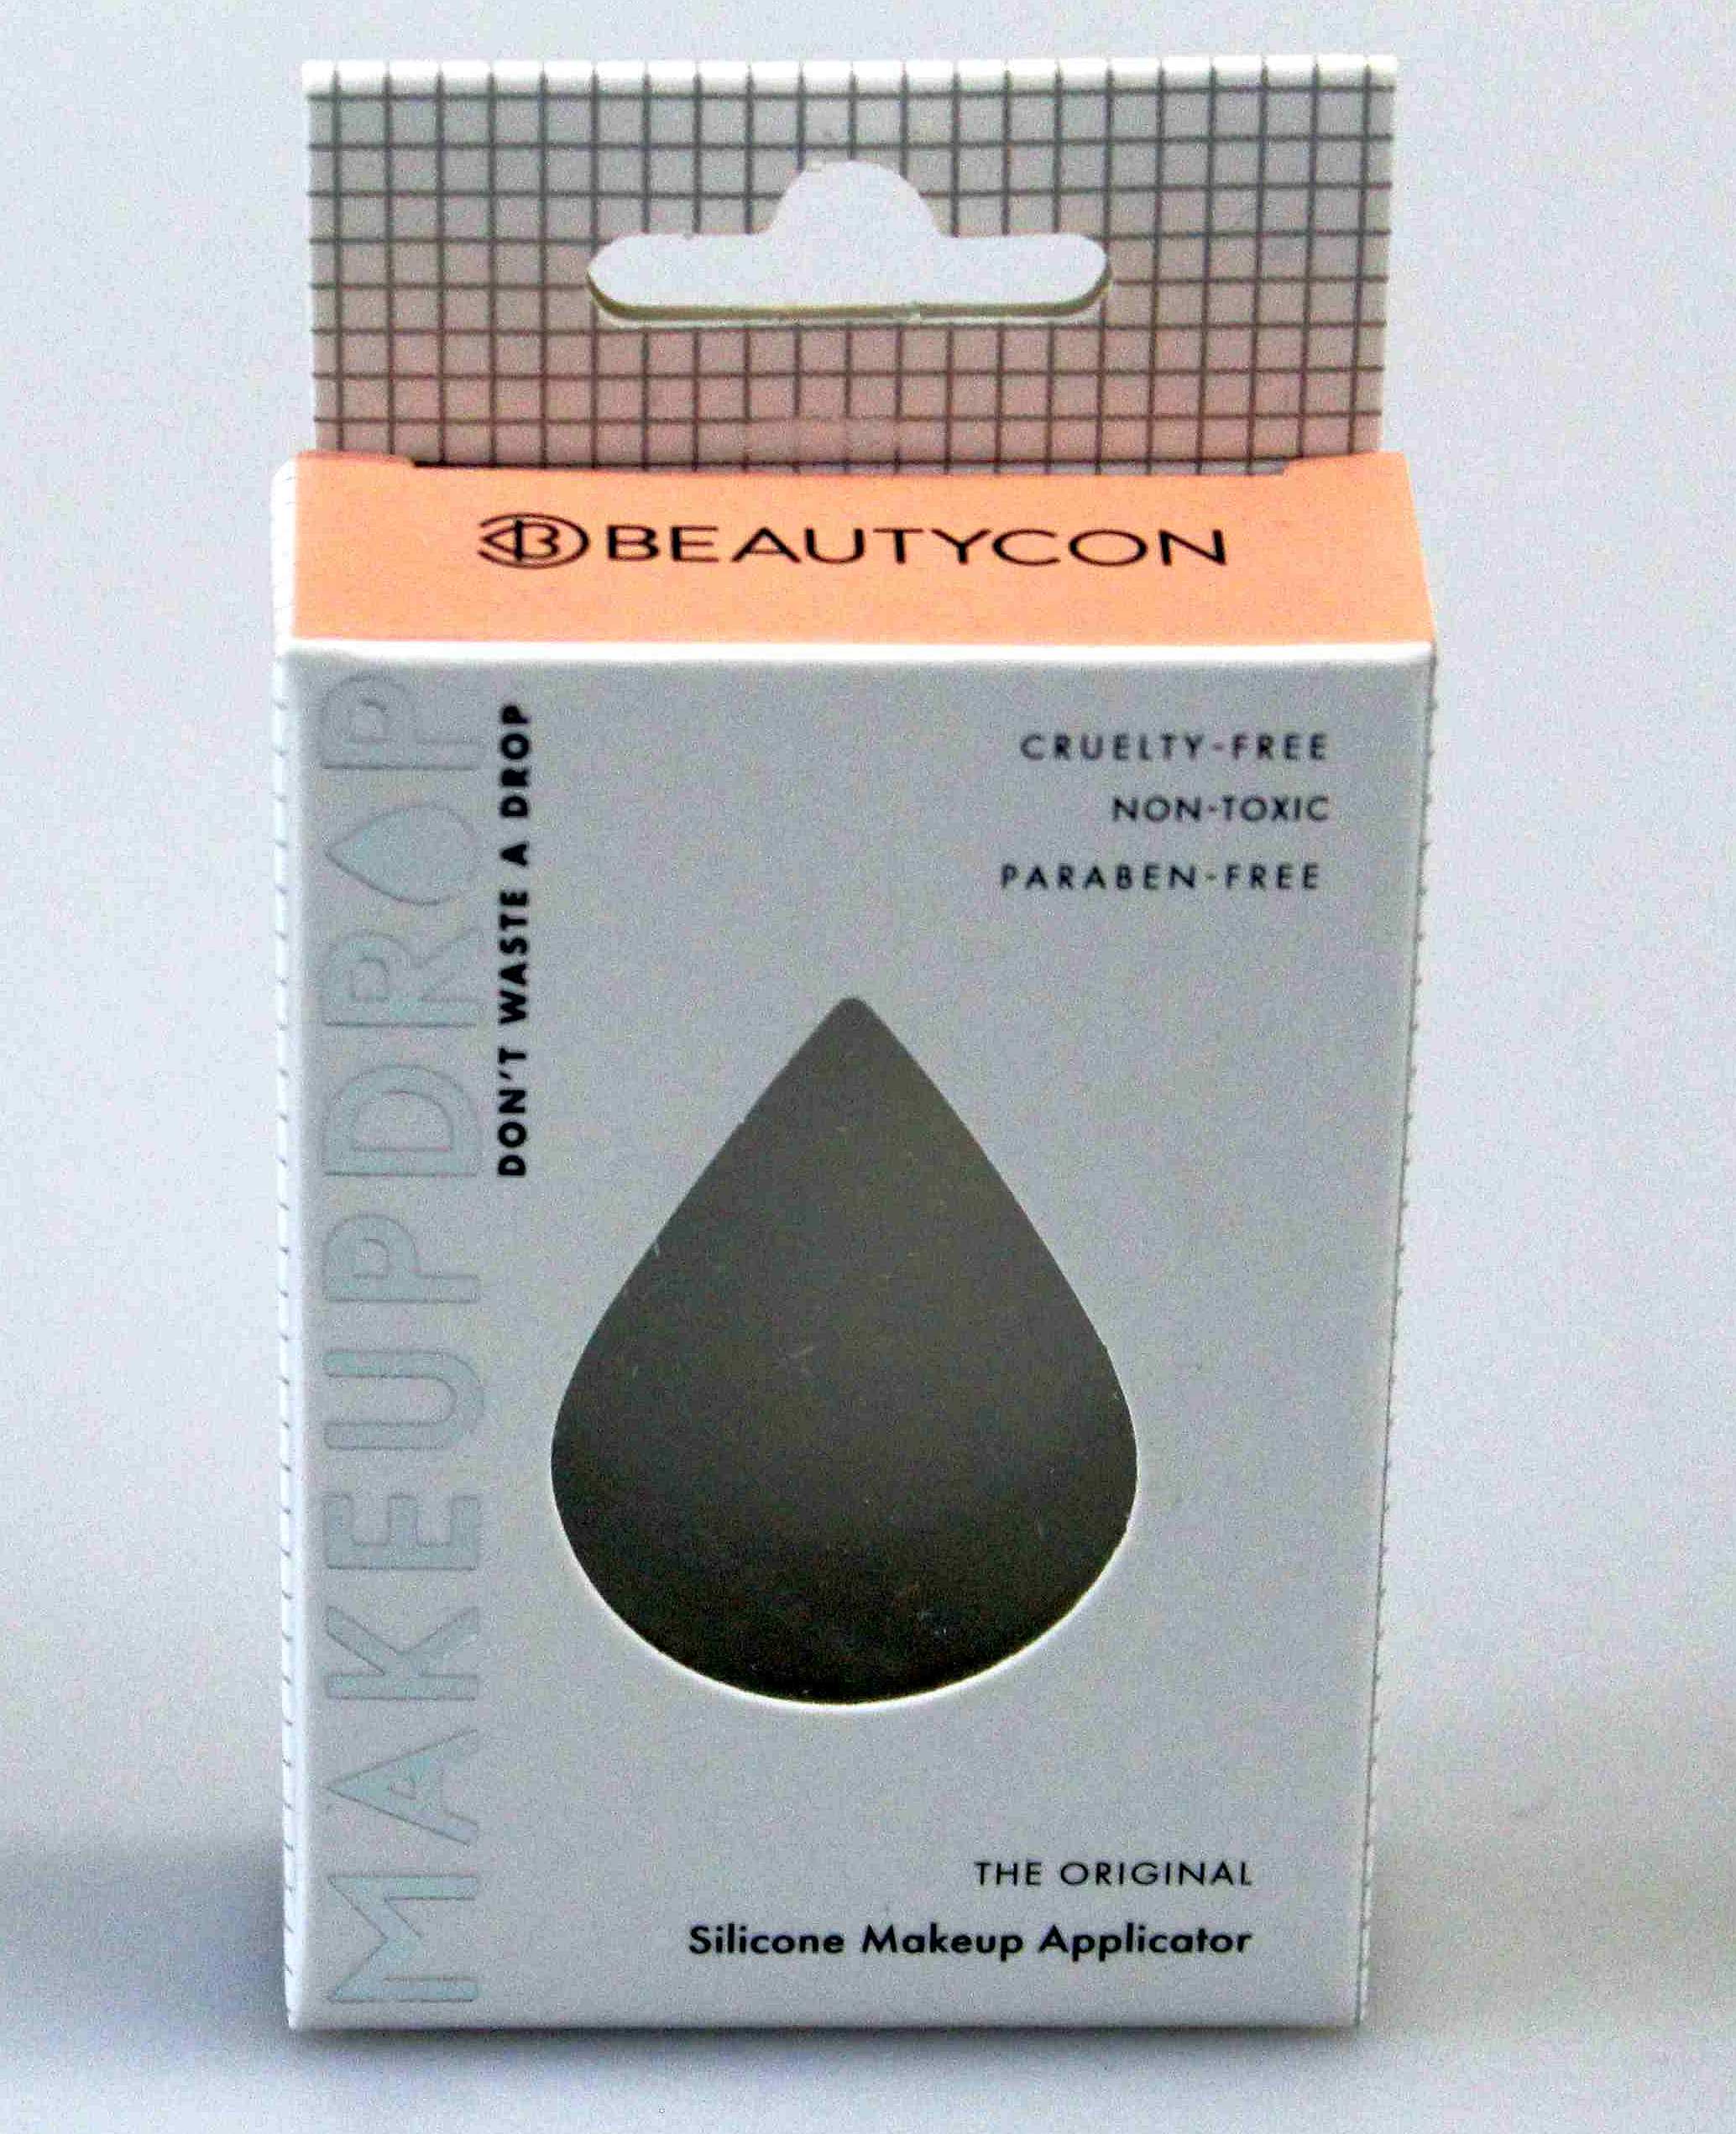 BEAUTYCON
MAKEUPDROP
DON'T WASTE A DROP
CRUELTY-FREE
NON-TOXIC
PARABEN-FREE
THE ORIGINAL
Silicone Makeup Applicator